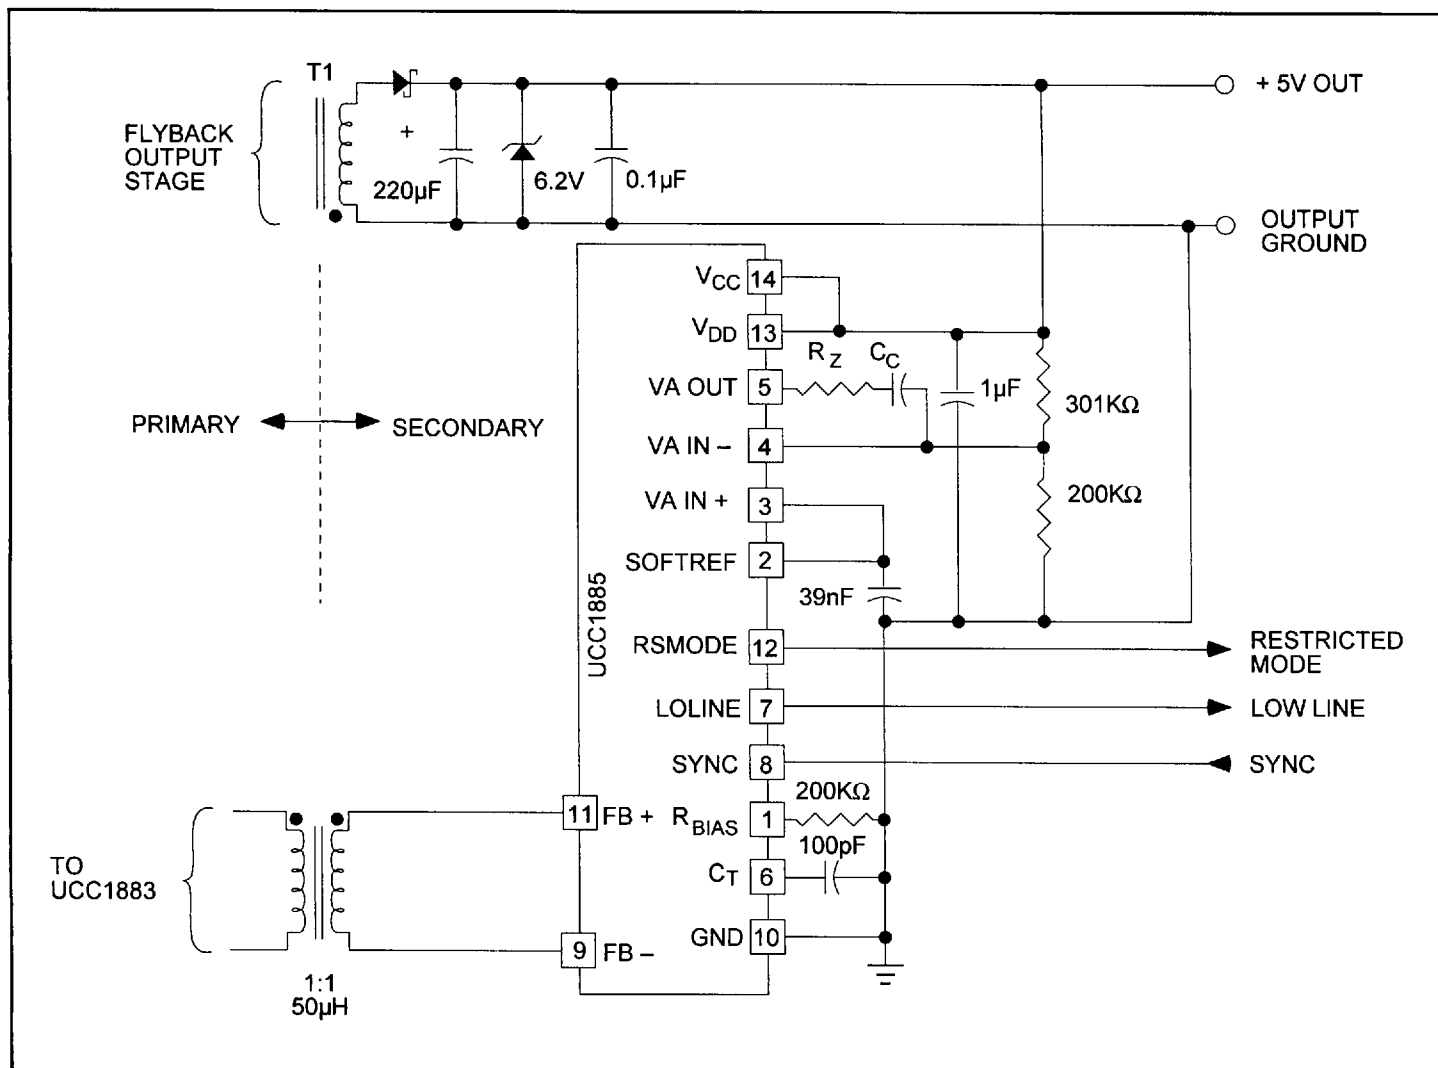 T1
+ 5V OUT
FLYBACK
OUTPUT
STAGE
+
220µF
6.2V
0.1µF
OUTPUT
GROUND
VCC 14
VDD 13
RZ
CC
VA OUT 5
1µF
301KΩ
PRIMARY
SECONDARY
VA IN – 4
200KΩ
VA IN + 3
SOFTREF 2
39nF
UCC1885
RSMODE 12
RESTRICTED
MODE
LOLINE 7
LOW LINE
SYNC 8
SYNC
200KΩ
11 FB +
RBIAS 1
100pF
TO
UCC1883
CT 6
GND 10
9 FB –
1:1
50µH